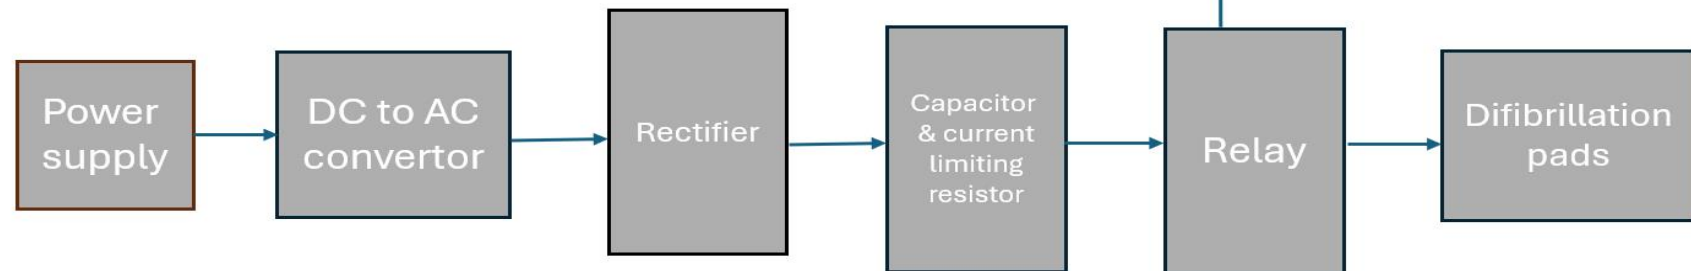 Power
supply
DC to AC
convertor
Rectifier
Capacitor
& current
limiting
resistor
Relay
Difibrillation
pads